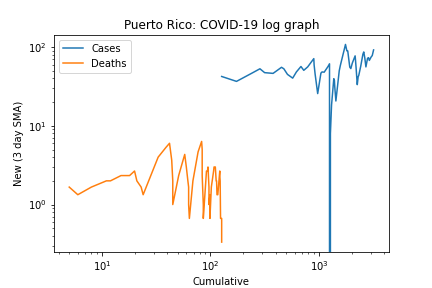 Puerto Rico: COVID-19 log graph
Cases
Deaths
New (3 day SMA)
10²
10¹
10⁰
10¹ 10² 10³
Cumulative